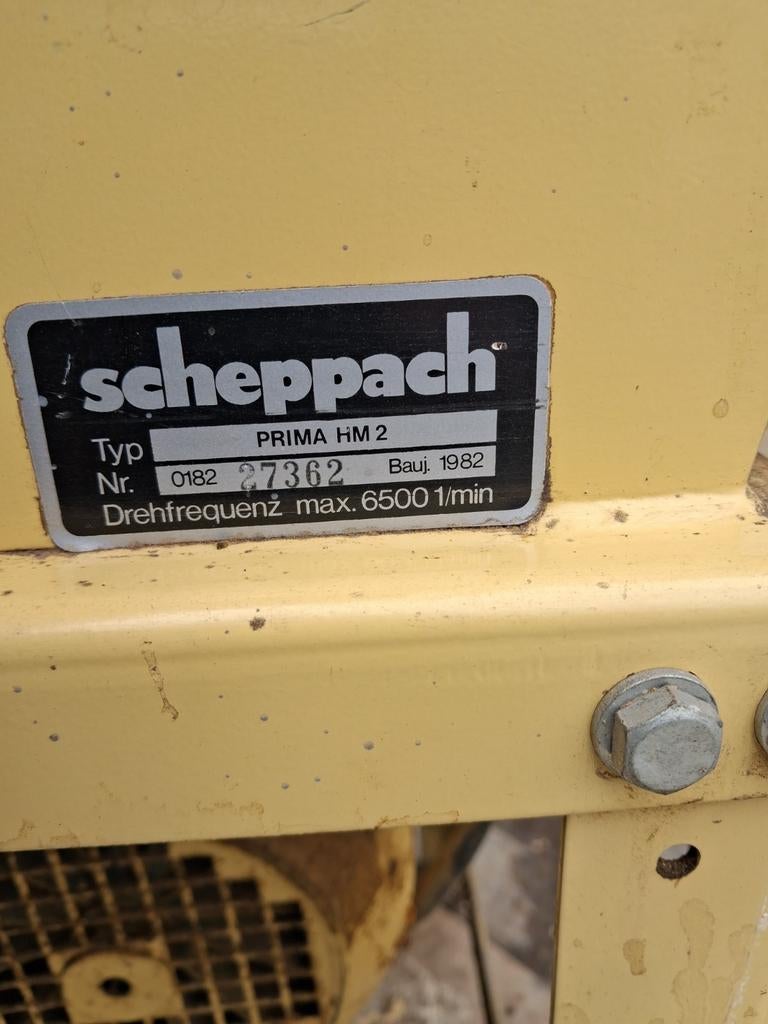 scheppach
Typ PRIMA HM 2
Nr. 0182 27362 Bauj. 1982
Drehfrequenz max. 6500 1/min